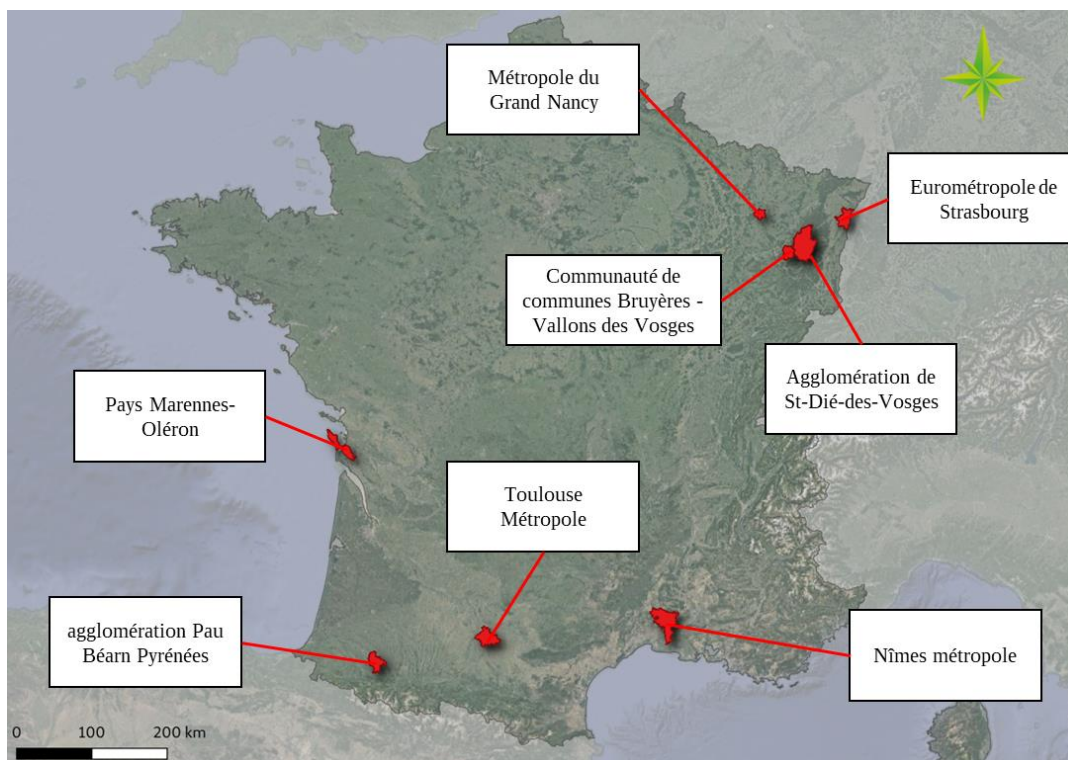 Métropole du
Grand Nancy
Eurométropole de
Strasbourg
Communauté de
communes Bruyères -
Vallons des Vosges
Agglomération de
St-Dié-des-Vosges
Pays Marennes-
Oléron
Toulouse
Métropole
agglomération Pau
Béarn Pyrénées
Nîmes métropole
0 100 200 km